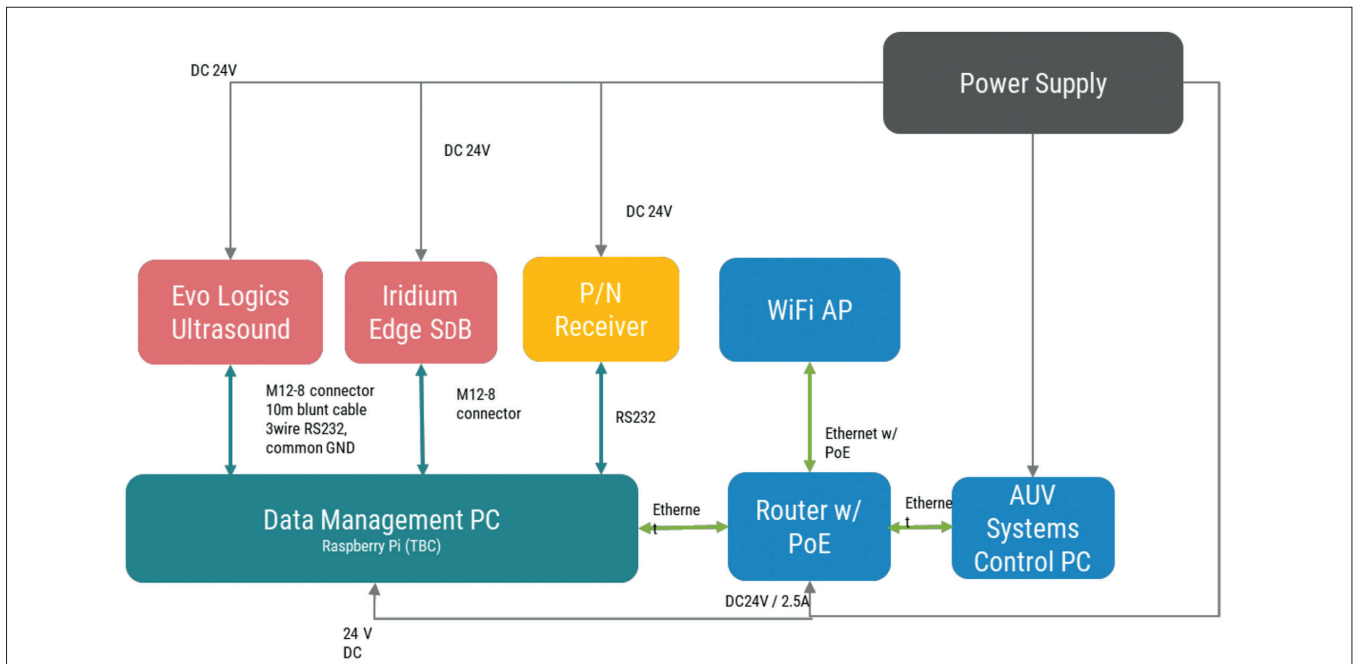 Power Supply
DC 24V
DC 24V
DC 24V
Evo Logics
Ultrasound
Iridium
Edge SDB
P/N
Receiver
WiFi AP
M12-8 connector
10m blunt cable
3wire RS232,
common GND
M12-8
connector
RS232
Ethernet w/
PoE
Data Management PC
Raspberry Pi (TBC)
Etherne
t
Router w/
PoE
Etherne
t
AUV
Systems
Control PC
DC24V / 2.5A
24 V
DC